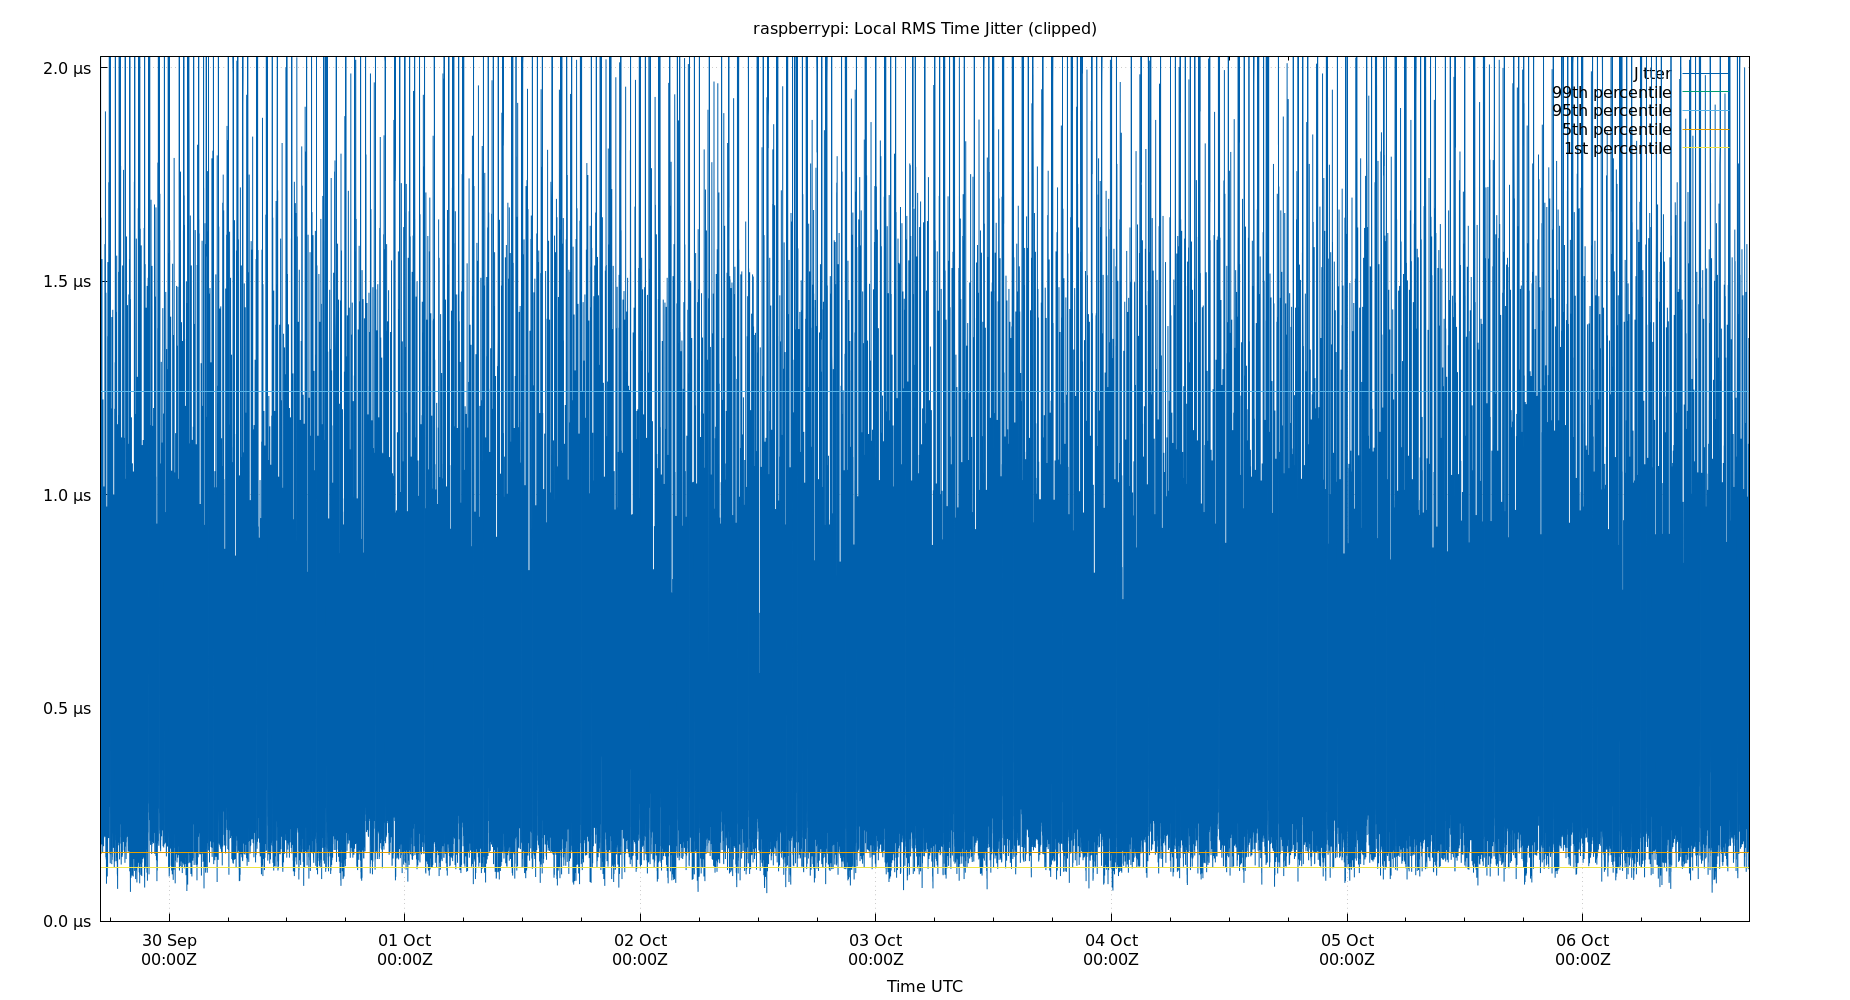 raspberrypi: Local RMS Time Jitter (clipped)
2.0 µs
1.5 µs
1.0 µs
0.5 µs
0.0 µs
Jitter
99th percentile
95th percentile
5th percentile
1st percentile
30 Sep 01 Oct 02 Oct 03 Oct 04 Oct 05 Oct 06 Oct
00:00Z 00:00Z 00:00Z 00:00Z 00:00Z 00:00Z 00:00Z
Time UTC